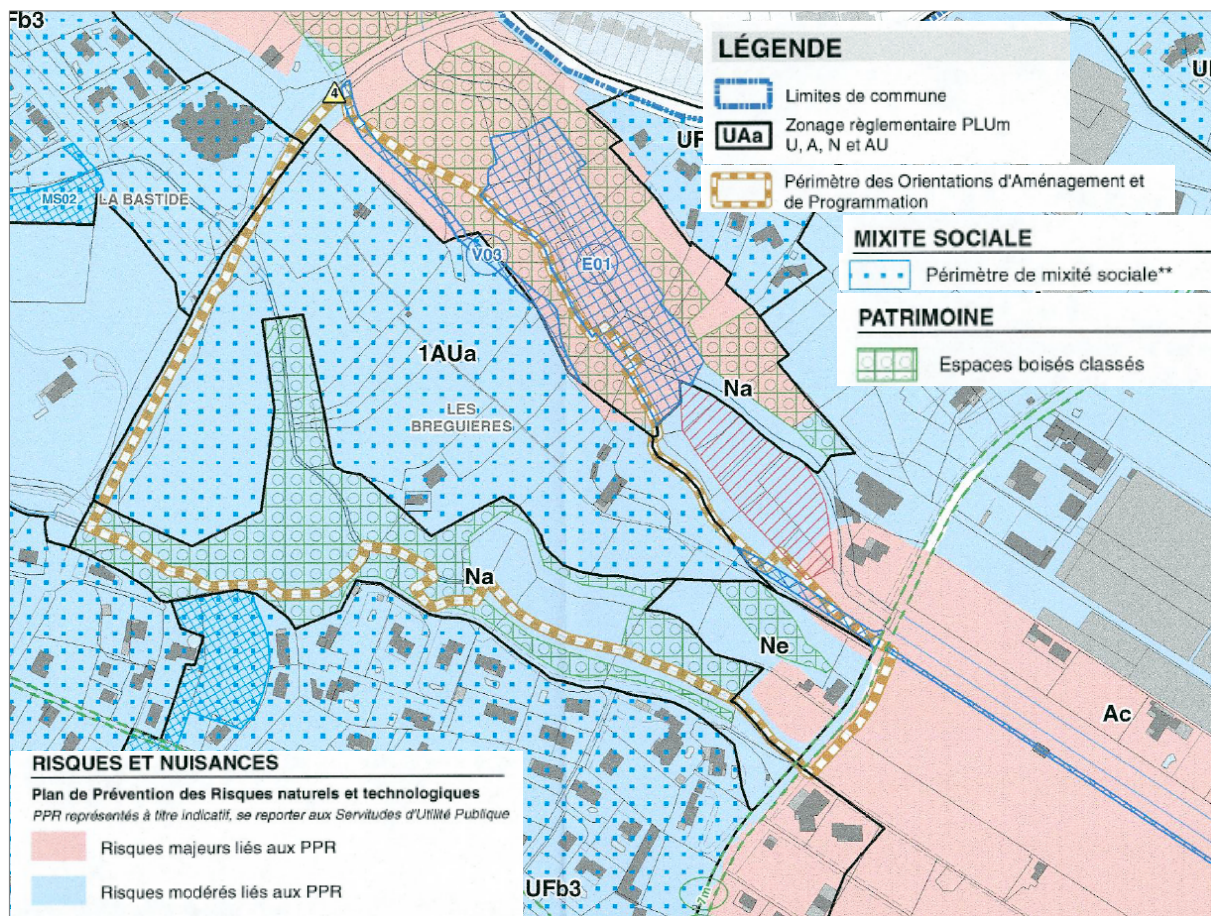 Fb3
4
LA BASTIDE
MS02
V03
E01
1AUa
LES
BREGUIERES
Na
Na
Ne
Ac
UFb3
LÉGENDE
Limites de commune
UAa
Zonage règlementaire PLUm
U, A, N et AU
Périmètre des Orientations d'Aménagement et
de Programmation
MIXITE SOCIALE
Périmètre de mixité sociale**
PATRIMOINE
Espaces boisés classés
RISQUES ET NUISANCES
Plan de Prévention des Risques naturels et technologiques
PPR représentés à titre indicatif, se reporter aux Servitudes d'Utilité Publique
Risques majeurs liés aux PPR
Risques modérés liés aux PPR